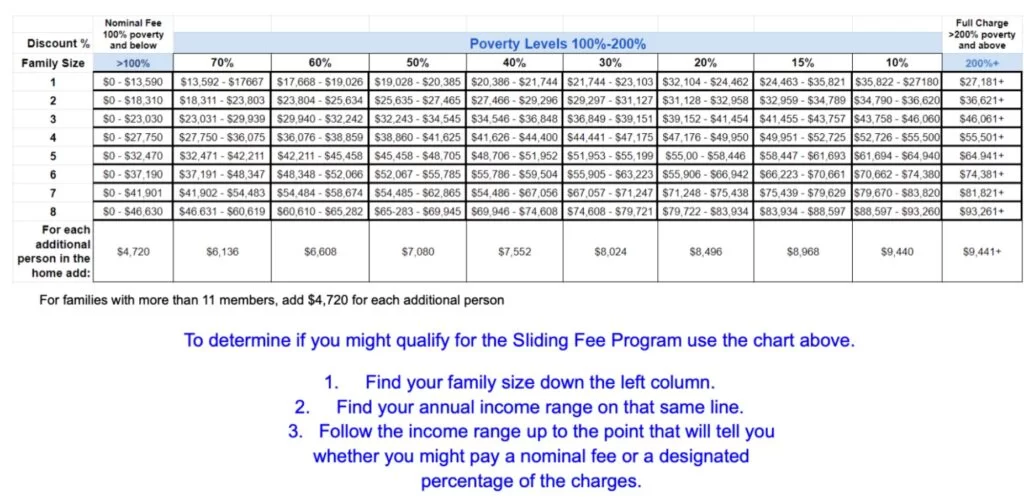 Nominal Fee 100% poverty and below
Full Charge >200% poverty and above
Discount % Poverty Levels 100%-200%
Family Size >100% 70% 60% 50% 40% 30% 20% 15% 10% 200%+
1 $0 - $13,590 $13,592 - $17667 $17,668 - $19,026 $19,028 - $20,385 $20,386 - $21,744 $21,744 - $23,103 $32,104 - $24,462 $24,463 - $35,821 $35,822 - $27180 $27,181+
2 $0 - $18,310 $18,311 - $23,803 $23,804 - $25,634 $25,635 - $27,465 $27,466 - $29,296 $29,297 - $31,127 $31,128 - $32,958 $32,959 - $34,789 $34,790 - $36,620 $36,621+
3 $0 - $23,030 $23,031 - $29,939 $29,940 - $32,242 $32,243 - $34,545 $34,546 - $36,848 $36,849 - $39,151 $39,152 - $41,454 $41,455 - $43,757 $43,758 - $46,060 $46,061+
4 $0 - $27,750 $27,750 - $36,075 $36,076 - $38,859 $38,860 - $41,625 $41,626 - $44,400 $44,441 - $47,175 $47,176 - $49,950 $49,951 - $52,725 $52,726 - $55,500 $55,501+
5 $0 - $32,470 $32,471 - $42,211 $42,211 - $45,458 $45,458 - $48,705 $48,706 - $51,952 $51,953 - $55,199 $55,00 - $58,446 $58,447 - $61,693 $61,694 - $64,940 $64.941+
6 $0 - $37,190 $37,191 - $48,347 $48,348 - $52,066 $52,067 - $55,785 $55,786 - $59,504 $55,905 - $63,223 $55,906 - $66,942 $66,223 - $70,661 $70,662 - $74,380 $74,381+
7 $0 - $41,901 $41,902 - $54,483 $54,484 - $58,674 $54,485 - $62,865 $54,486 - $67,056 $67,057 - $71,247 $71,248 - $75,438 $75,439 - $79,629 $79,670 - $83,820 $81,821+
8 $0 - $46,630 $46.631 - $60,619 $60,610 - $65,282 $65-283 - $69,945 $69,946 - $74,608 $74,608 - $79,721 $79,722 - $83,934 $83,934 - $88,597 $88,597 - $93,260 $93,261+
For each additional person in the home add: $4,720 $6,136 $6,608 $7,080 $7,552 $8,024 $8,496 $8,968 $9,440 $9,441+
For families with more than 11 members, add $4,720 for each additional person
To determine if you might qualify for the Sliding Fee Program use the chart above.
1. Find your family size down the left column.
2. Find your annual income range on that same line.
3. Follow the income range up to the point that will tell you
whether you might pay a nominal fee or a designated
percentage of the charges.